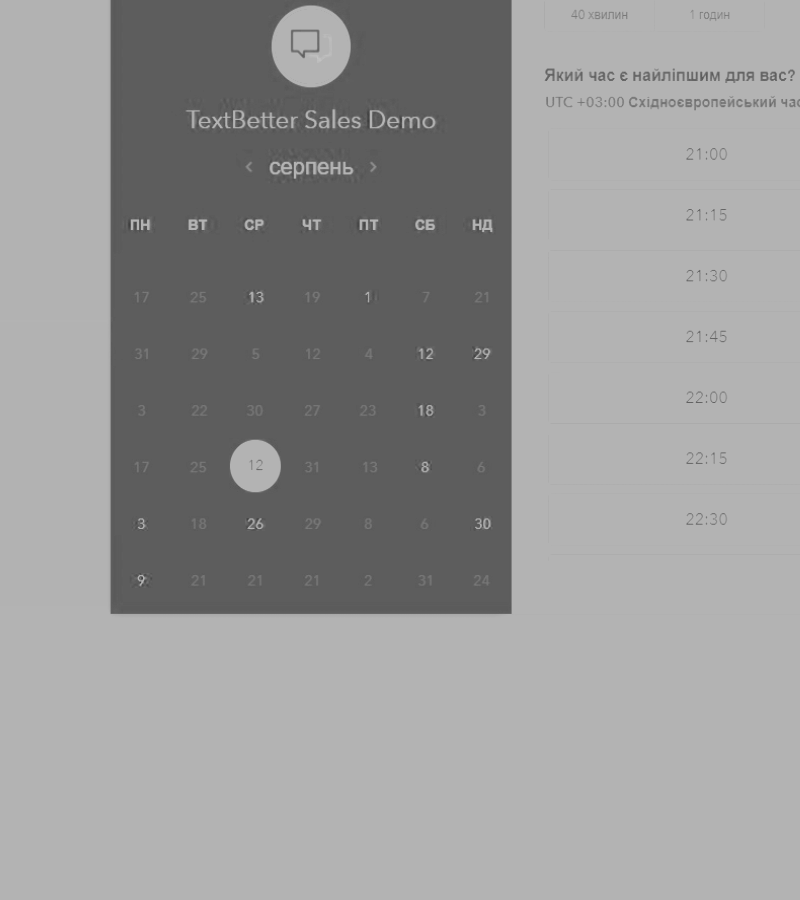 40 хвилин 1 годин
TextBetter Sales Demo
серпень
ПН ВТ СР ЧТ ПТ СБ НД
17 25 13 19 1 7 21
31 29 5 12 4 12 29
3 22 30 27 23 18 3
17 25 12 31 13 8 6
3 18 26 29 8 6 30
9 21 21 21 2 31 24
Який час є найліпшим для вас?
UTC +03:00 Східноєвропейський час
21:00
21:15
21:30
21:45
22:00
22:15
22:30